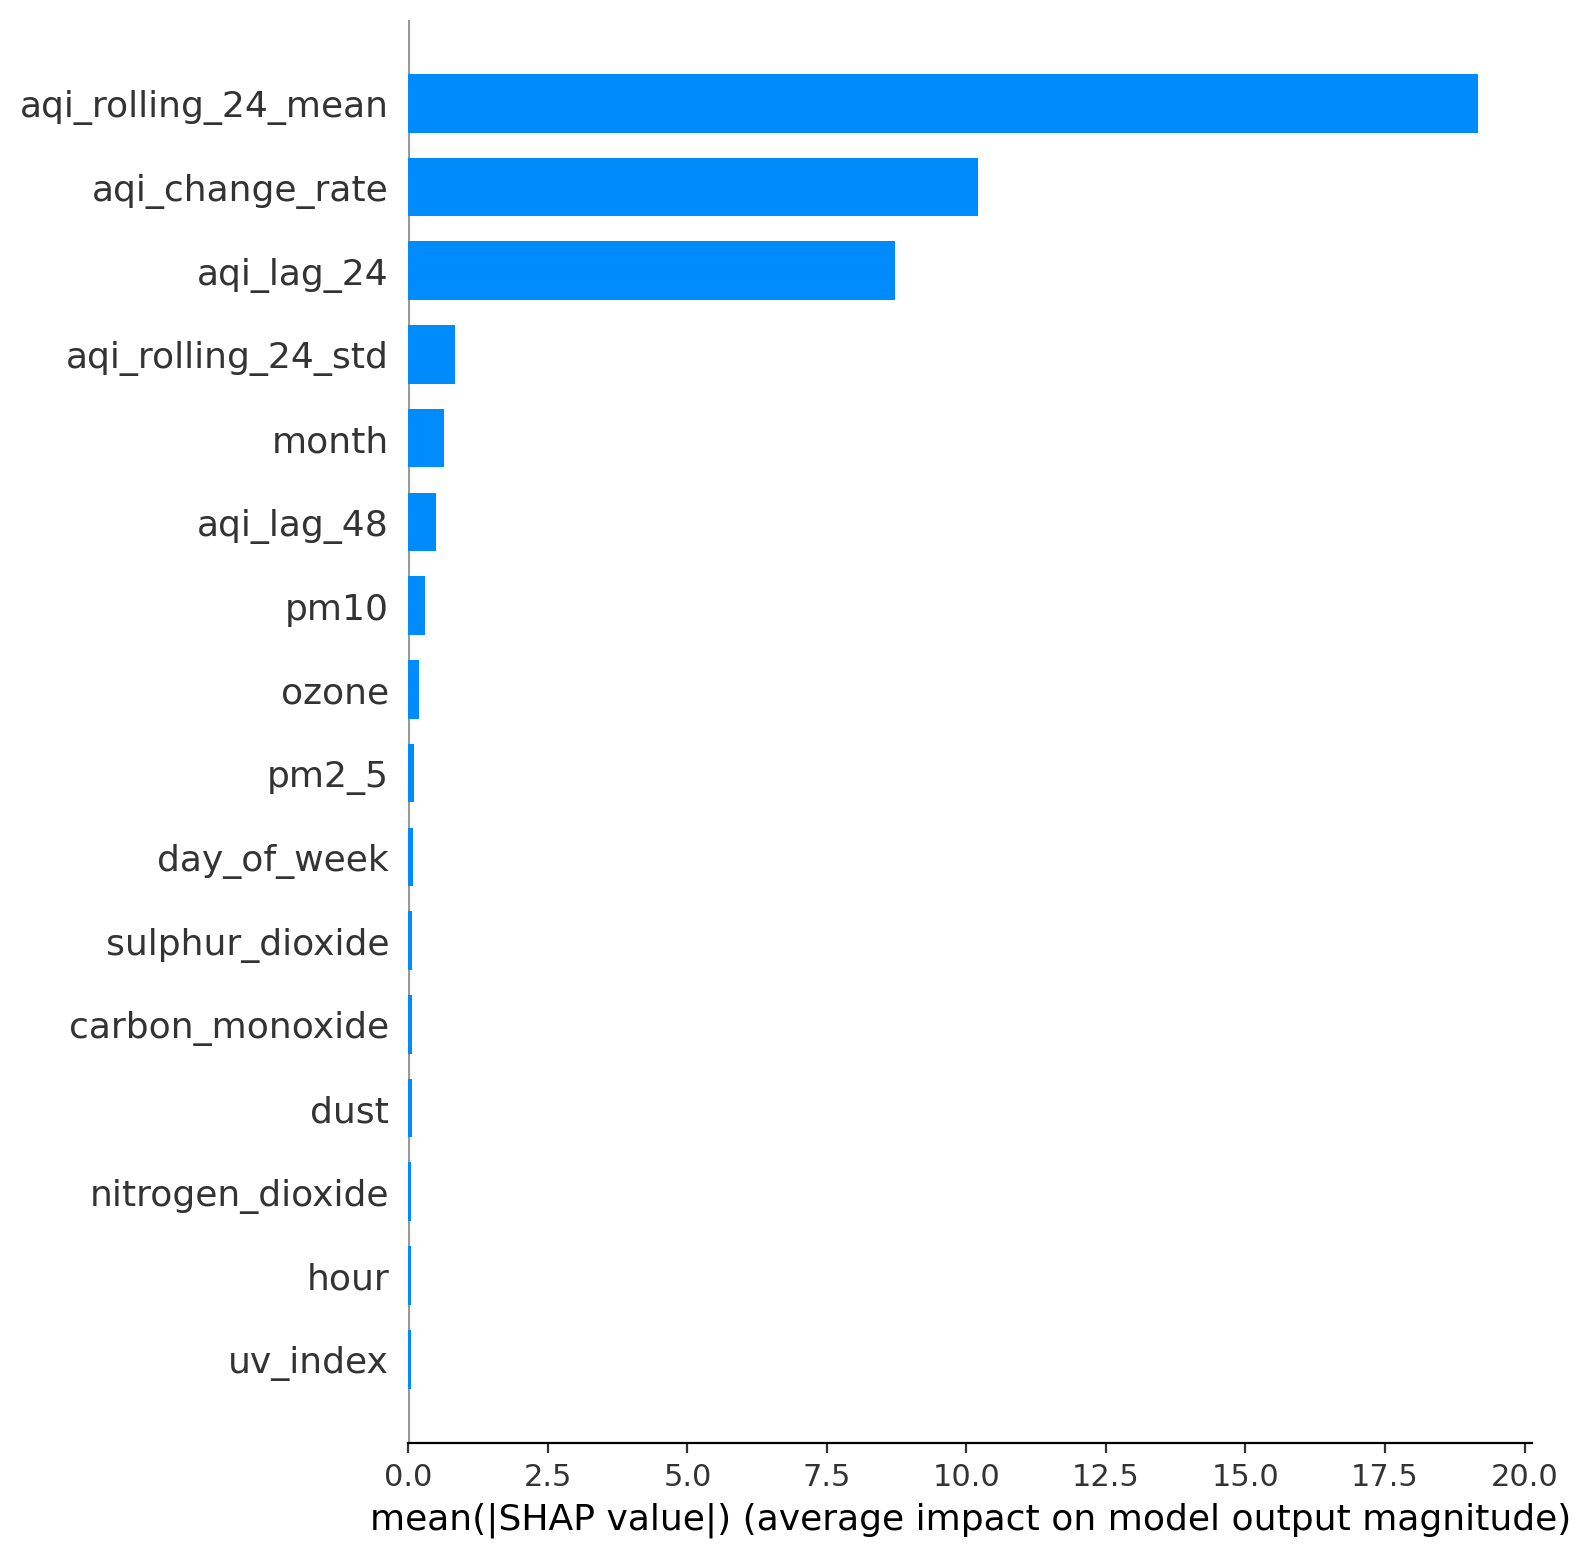 aqi_rolling_24_mean
aqi_change_rate
aqi_lag_24
aqi_rolling_24_std
month
aqi_lag_48
pm10
ozone
pm2_5
day_of_week
sulphur_dioxide
carbon_monoxide
dust
nitrogen_dioxide
hour
uv_index
0.0 2.5 5.0 7.5 10.0 12.5 15.0 17.5 20.0
mean(|SHAP value|) (average impact on model output magnitude)